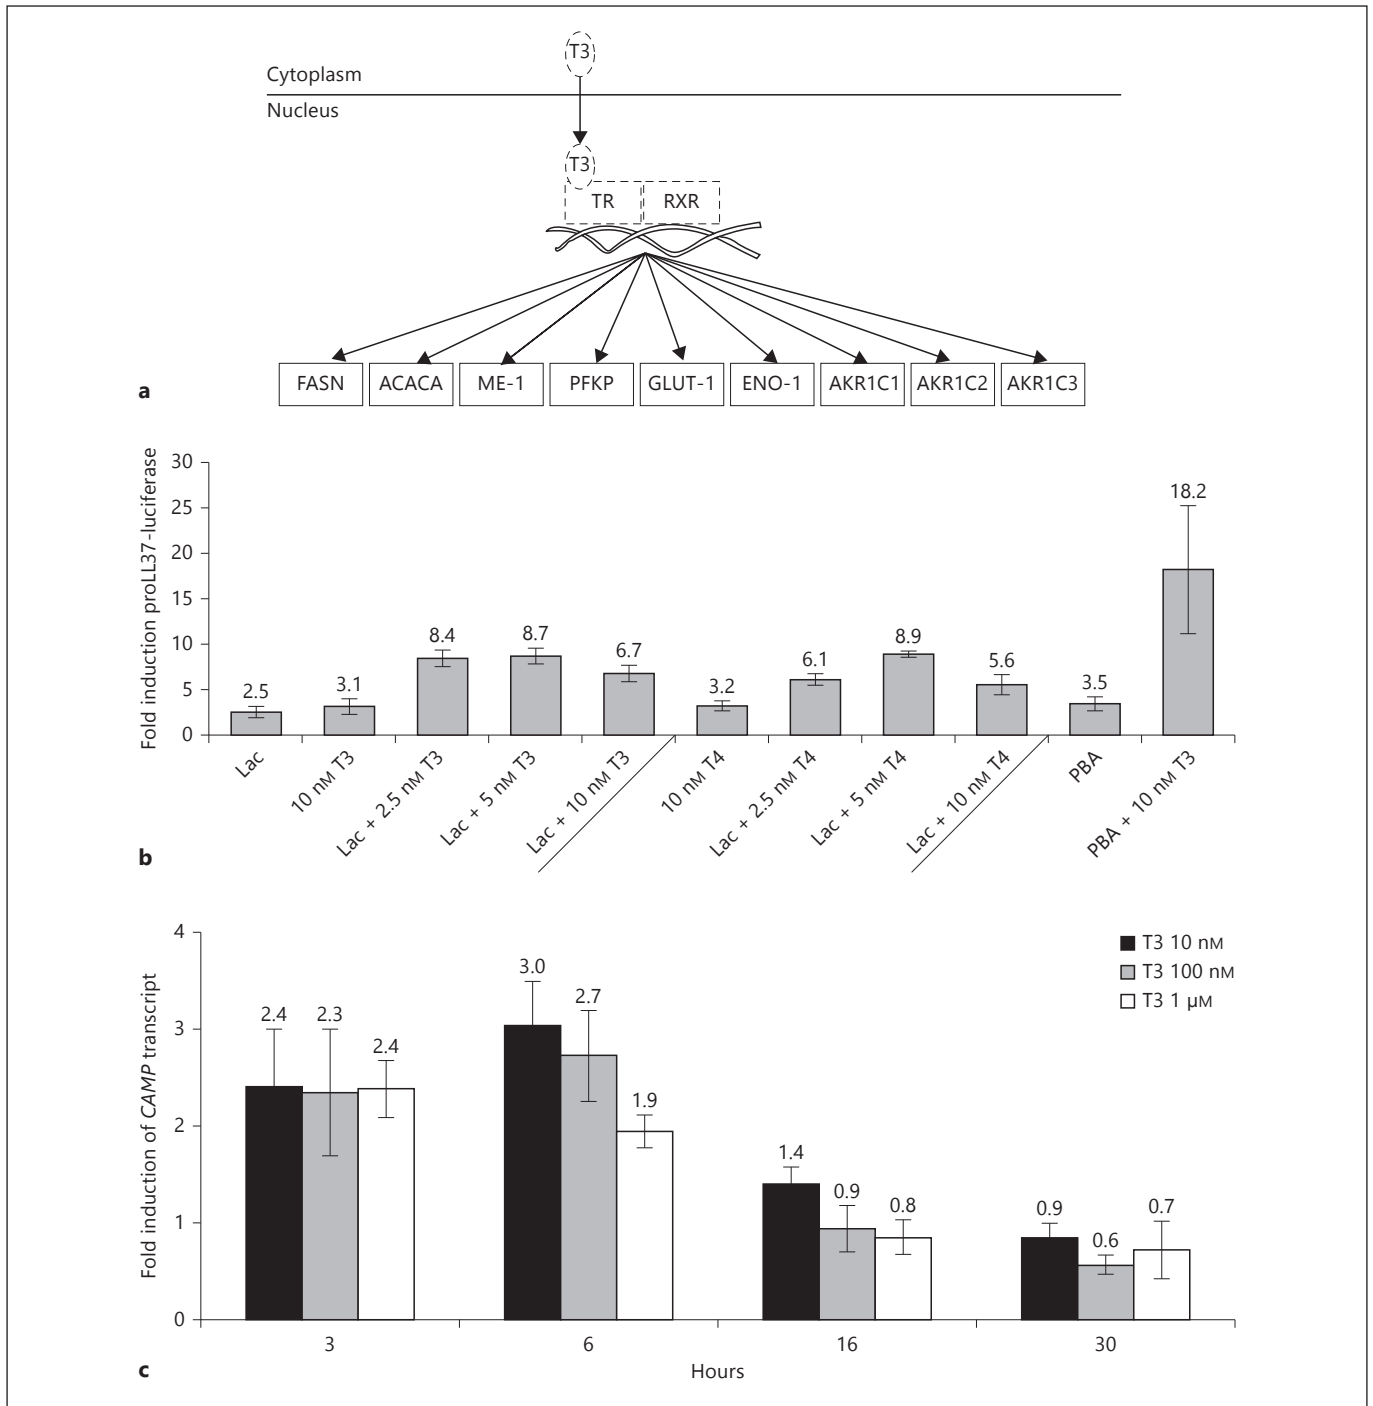 T3
Cytoplasm
Nucleus
T3
TR RXR
FASN ACACA ME-1 PFKP GLUT-1 ENO-1 AKR1C1 AKR1C2 AKR1C3
a
Fold induction proLL37-luciferase
30
25
20
15
10
5
0
2.5 3.1 8.4 8.7 6.7 3.2 6.1 8.9 5.6 3.5 18.2
Lac
10 nM T3
Lac + 2.5 nM T3
Lac + 5 nM T3
Lac + 10 nM T3
10 nM T4
Lac + 2.5 nM T4
Lac + 5 nM T4
Lac + 10 nM T4
PBA
PBA + 10 nM T3
b
Fold induction of CAMP transcript
4
3
2
1
0
T3 10 nM
T3 100 nM
T3 1 µM
2.4 2.3 2.4
3.0 2.7 1.9
1.4 0.9 0.8
0.9 0.6 0.7
3 6 16 30
Hours
c